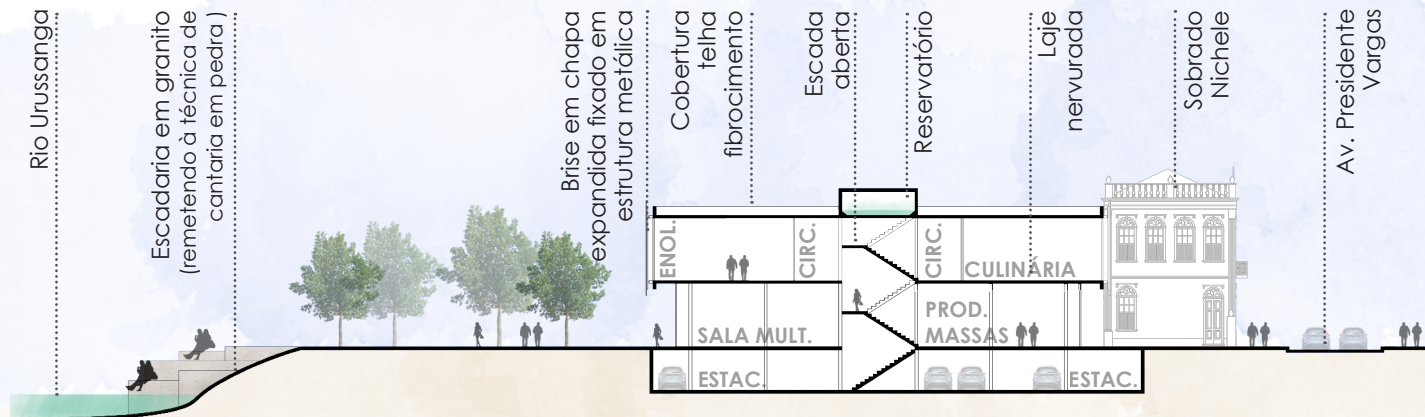 Rio Urussanga
Escadaria em granito
(remetendo à técnica de
cantaria em pedra )
Brise em chapa
expandida fixado em
estrutura metálica
Cobertura
telha
fibrocimento
Escada
aberta
Reservatório
Laje
nervurada
Sobrado
Nichele
Av. Presidente
Vargas
ENOL.
CIRC.
CIRC.
CULINÁRIA
SALA MULT.
PROD.
MASSAS
ESTAC.
ESTAC.